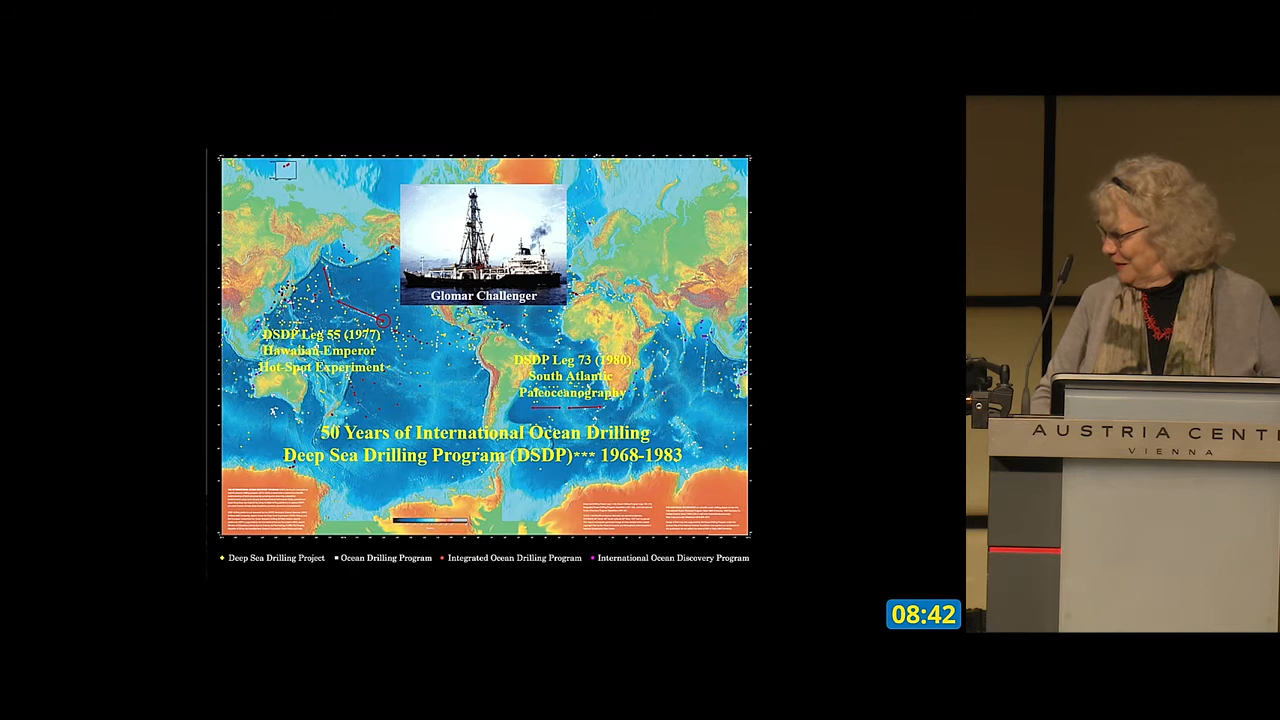 Glomar Challenger
DSDP Leg 55 (1977)
Hawaiian-Emperor
Hot-Spot Experiment
DSDP Leg 73 (1980)
South Atlantic
Paleoceanography
50 Years of International Ocean Drilling
Deep Sea Drilling Program (DSDP)*** 1968-1983
Deep Sea Drilling Project
Ocean Drilling Program
Integrated Ocean Drilling Program
International Ocean Discovery Program
08:42
AUSTRIA CENT
VIENNA